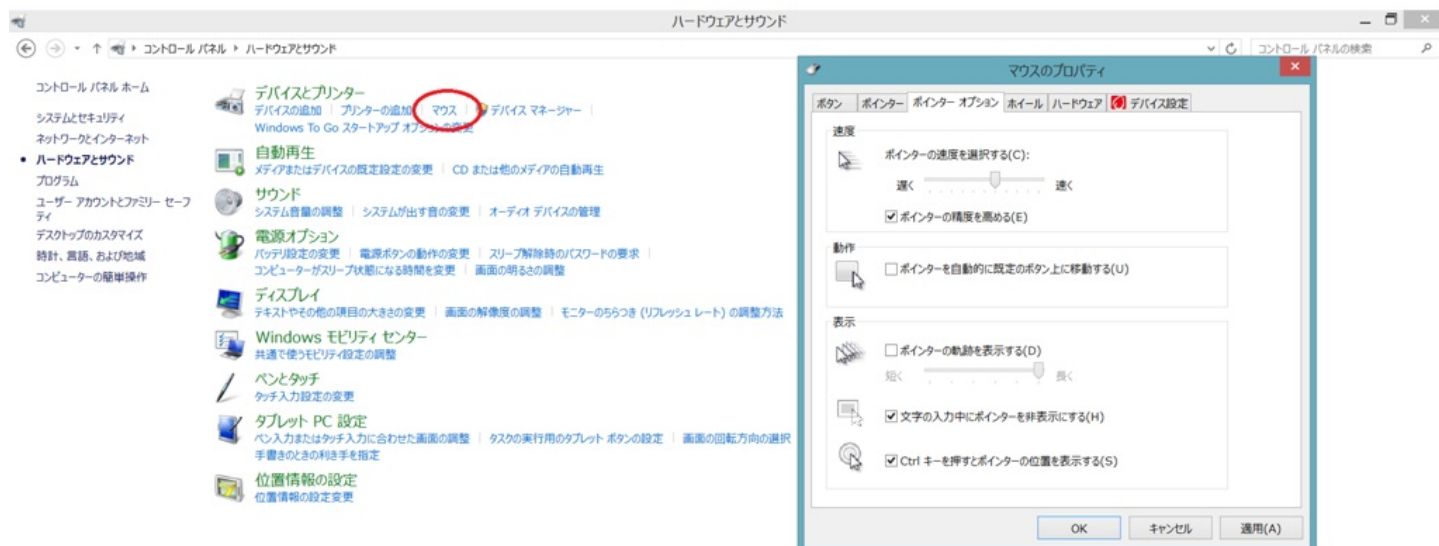 ハードウェアとサウンド
コントロール パネル ハードウェアとサウンド
コントロール パネルの検索
コントロール パネル ホーム
システムとセキュリティ
ネットワークとインターネット
ハードウェアとサウンド
プログラム
ユーザー アカウントとファミリー セーフ
ティ
デスクトップのカスタマイズ
時計、言語、および地域
コンピューターの簡単操作
デバイスとプリンター
デバイスの追加 プリンターの追加 マウス デバイス マネージャー
Windows To Go スタートアップ オプションの変更
自動再生
メディアまたはデバイスの既定設定の変更 CD または他のメディアの自動再生
サウンド
システム音量の調整 システムが出す音の変更 オーディオ デバイスの管理
電源オプション
バッテリ設定の変更 電源ボタンの動作の変更 スリープ解除時のパスワードの要求
コンピューターがスリープ状態になる時間を変更 画面の明るさの調整
ディスプレイ
テキストやその他の項目の大きさの変更 画面の解像度の調整 モニターのちらつき (リフレッシュ レート) の調整方法
Windows モビリティ センター
共通で使うモビリティ設定の調整
ペンとタッチ
タッチ入力設定の変更
タブレット PC 設定
ペン入力またはタッチ入力に合わせた画面の調整 タスクの実行用のタブレット ボタンの設定 画面の回転方向の選択
手書きのときの利き手を指定
位置情報の設定
位置情報の設定変更
マウスのプロパティ
ボタン ポインター ポインター オプション ホイール ハードウェア デバイス設定
速度
ポインターの速度を選択する(C):
遅く 速く
ポインターの精度を高める(E)
動作
ポインターを自動的に既定のボタン上に移動する(U)
表示
ポインターの軌跡を表示する(D)
短く 長く
文字の入力中にポインターを非表示にする(H)
Ctrl キーを押すとポインターの位置を表示する(S)
OK キャンセル 適用(A)